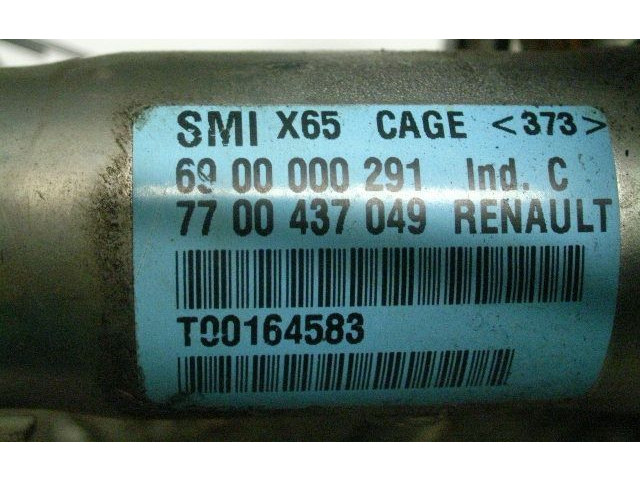 SMI X65 CAGE <373>
69 00 000 291 Ind. C
77 00 437 049 RENAULT
T00164583